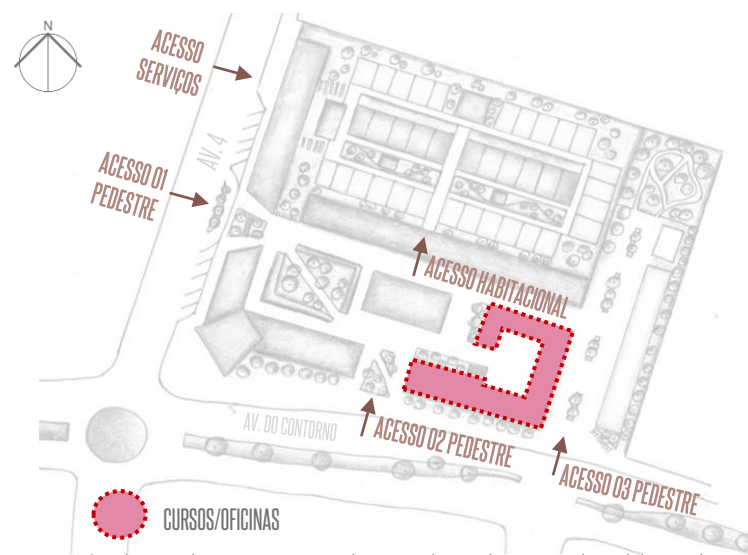 N
ACESSO
SERVIÇOS
AV. 4
ACESSO 01
PEDESTRE
ACESSO HABITACIONAL
AV. DO CONTORNO
ACESSO 02 PEDESTRE
ACESSO 03 PEDESTRE
CURSOS/OFICINAS